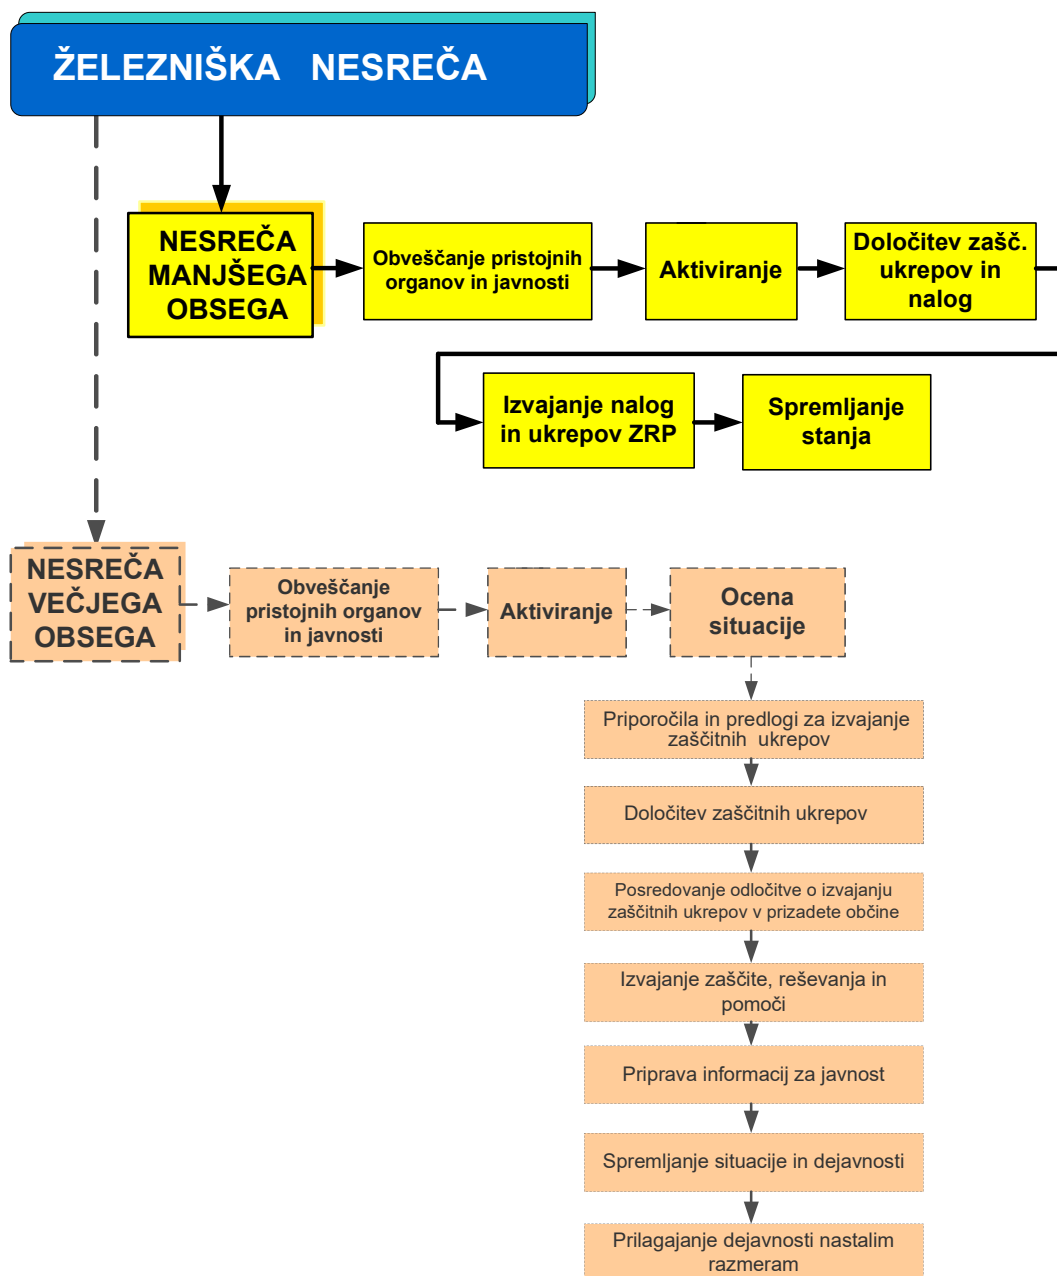 ŽELEZNIŠKA NESREČA
NESREČA
MANJŠEGA
OBSEGA
Obveščanje pristojnih
organov in javnosti
Aktiviranje
Določitev zašč.
ukrepov in
nalog
Izvajanje nalog
in ukrepov ZRP
Spremljanje
stanja
NESREČA
VEČJEGA
OBSEGA
Obveščanje
pristojnih organov
in javnosti
Aktiviranje
Ocena
situacije
Priporočila in predlogi za izvajanje
zaščitnih ukrepov
Določitev zaščitnih ukrepov
Posredovanje odločitve o izvajanju
zaščitnih ukrepov v prizadete občine
Izvajanje zaščite, reševanja in
pomoči
Priprava informacij za javnost
Spremljanje situacije in dejavnosti
Prilagajanje dejavnosti nastalim
razmeram